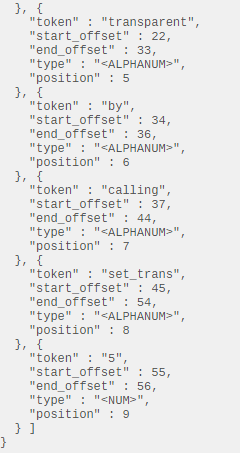 }, {
"token" : "transparent",
"start_offset" : 22,
"end_offset" : 33,
"type" : "<ALPHANUM>",
"position" : 5
}, {
"token" : "by",
"start_offset" : 34,
"end_offset" : 36,
"type" : "<ALPHANUM>",
"position" : 6
}, {
"token" : "calling",
"start_offset" : 37,
"end_offset" : 44,
"type" : "<ALPHANUM>",
"position" : 7
}, {
"token" : "set_trans",
"start_offset" : 45,
"end_offset" : 54,
"type" : "<ALPHANUM>",
"position" : 8
}, {
"token" : "5",
"start_offset" : 55,
"end_offset" : 56,
"type" : "<NUM>",
"position" : 9
} ]
}